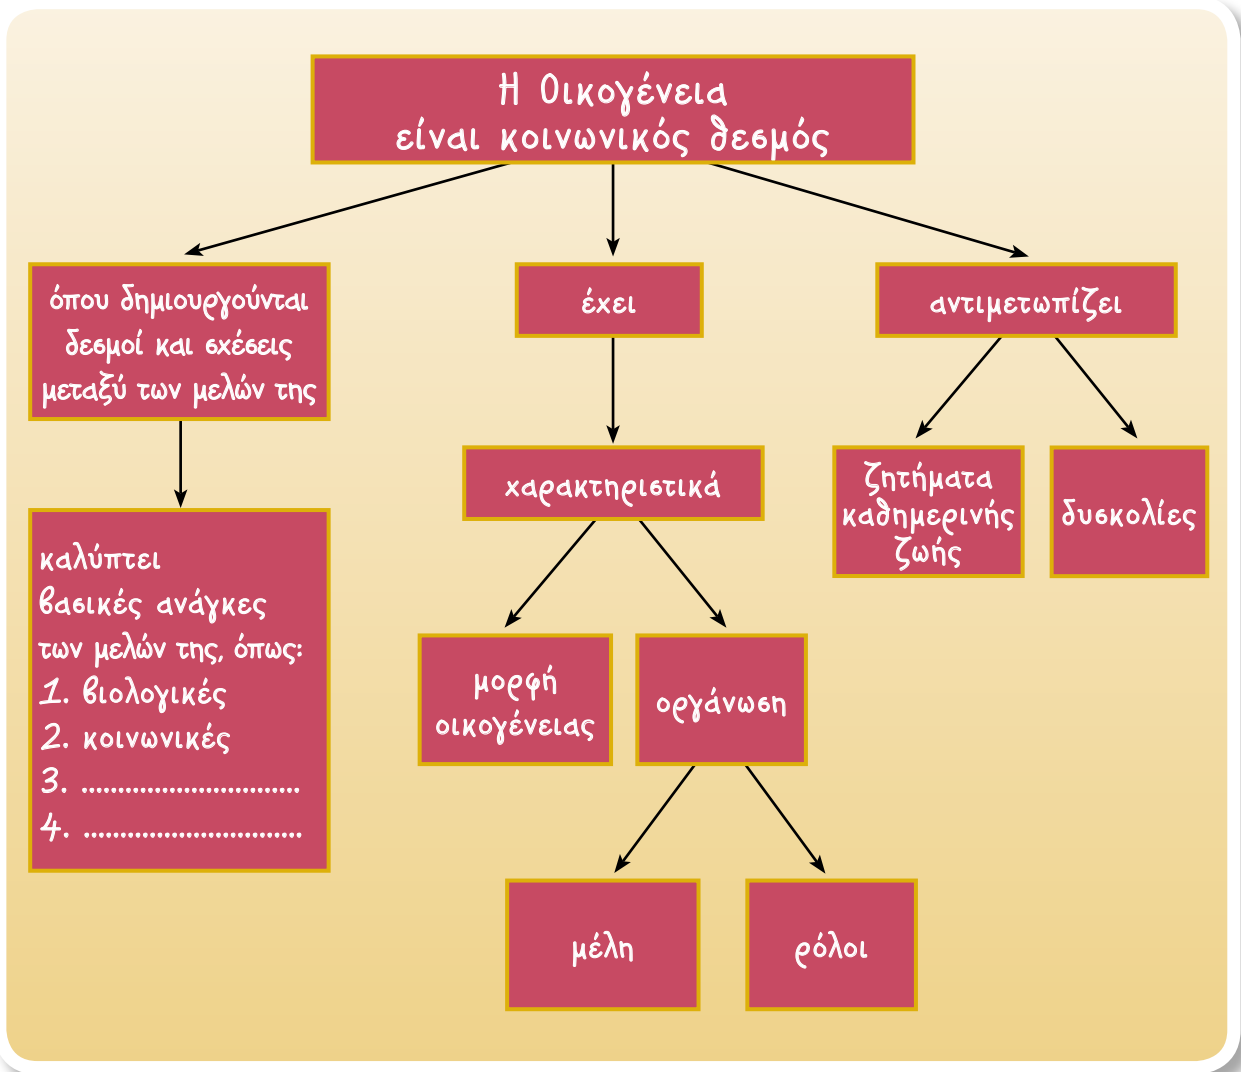 Η Οικογένεια
είναι κοινωνικός θεσμός
όπου δημιουργούνται
δεσμοί και σχέσεις
μεταξύ των μελών της
έχει
αντιμετωπίζει
καλύπτει
βασικές ανάγκες
των μελών της, όπως:
1. βιολογικές
2. κοινωνικές
3. ..............................
4. ..............................
χαρακτηριστικά
ζητήματα
καθημερινής
ζωής
δυσκολίες
μορφή
οικογένειας
οργάνωση
μέλη
ρόλοι